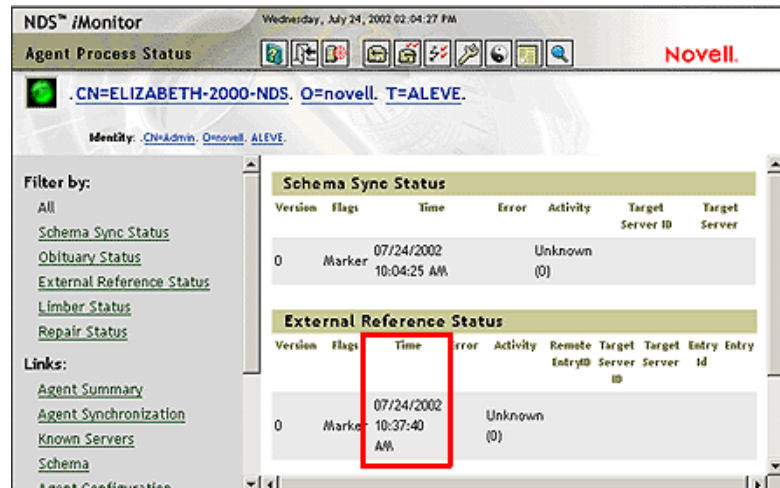 NDS™ iMonitor
Wednesday, July 24, 2002 02:04:27 PM
Agent Process Status
Novell.
.CN=ELIZABETH-2000-NDS. O=novell. T=ALEVE.
Identity: .CN=Admin. O=novell. ALEVE.
Filter by:
All
Schema Sync Status
Obituary Status
External Reference Status
Limber Status
Repair Status
Links:
Agent Summary
Agent Synchronization
Known Servers
Schema
Agent Configuration
Schema Sync Status
Version Flags Time Error Activity Target Server ID Target Server
0 Marker 07/24/2002 10:04:25 AM Unknown (0)
External Reference Status
Version Flags Time Error Activity Remote EntryID Target Server ID Target Server Entry Id Entry
0 Marker 07/24/2002 10:37:40 AM Unknown (0)